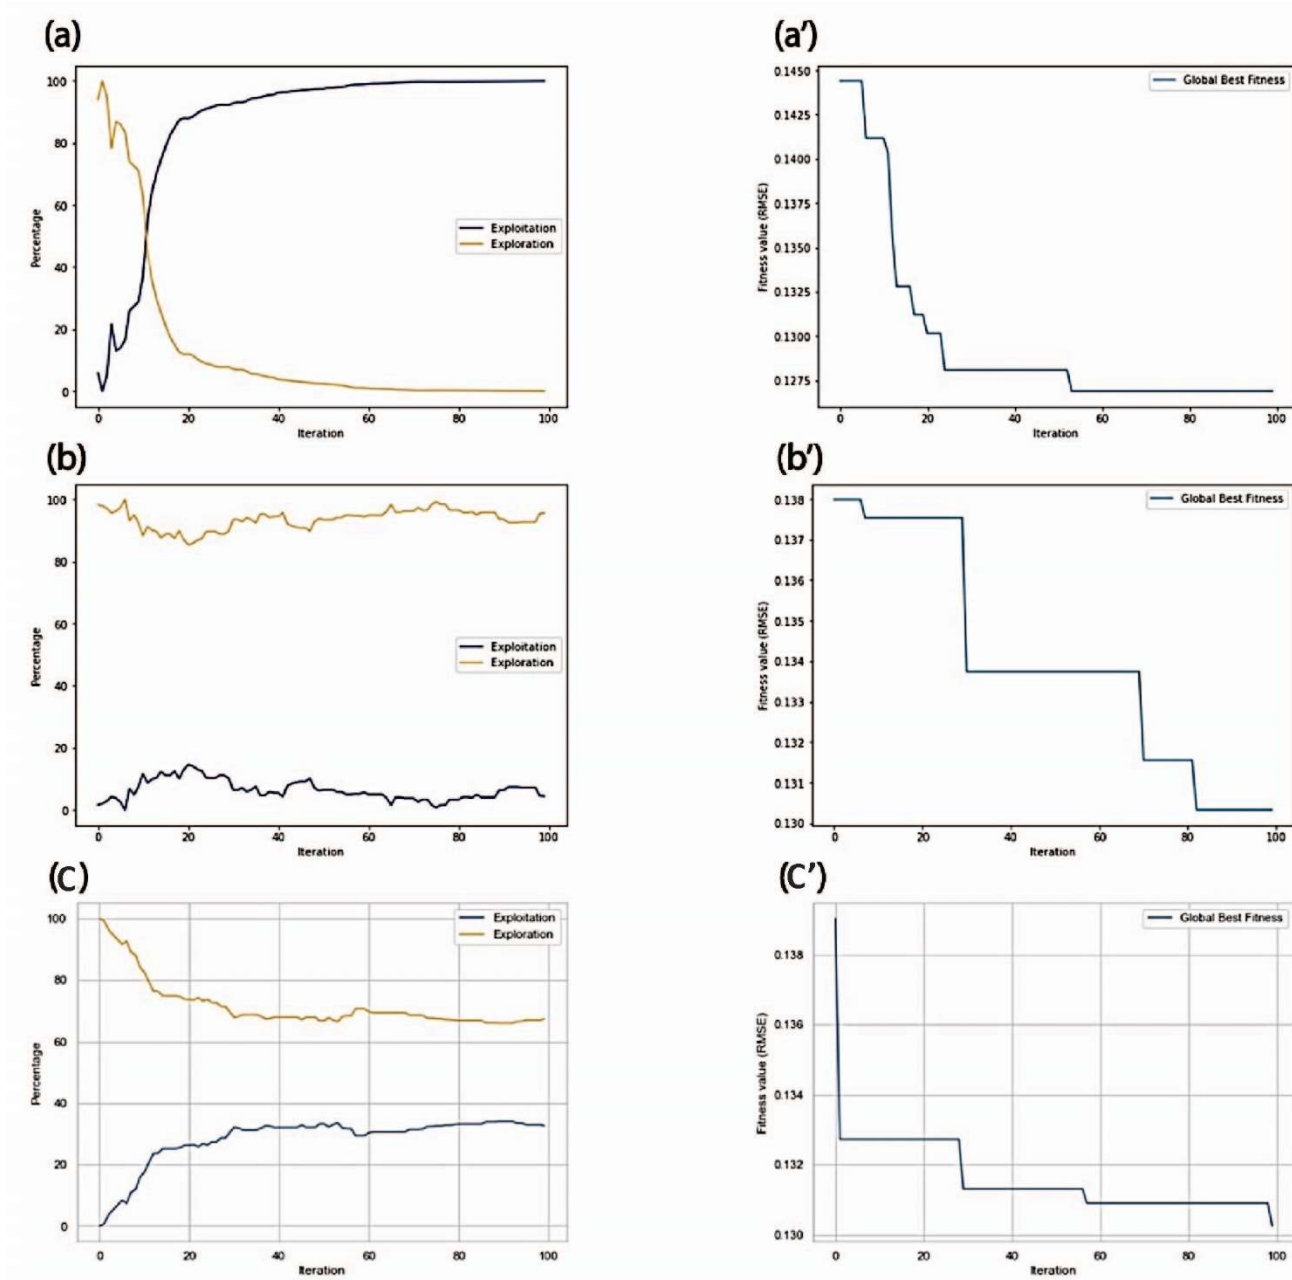 (a)
100
80
60
40
20
0
Percentage
Exploitation
Exploration
0 20 40 60 80 100
Iteration
(a')
0.1450
0.1425
0.1400
0.1375
0.1350
0.1325
0.1300
0.1275
Fitness value (RMSE)
Global Best Fitness
0 20 40 60 80 100
Iteration
(b)
100
80
60
40
20
0
Percentage
Exploitation
Exploration
0 20 40 60 80 100
Iteration
(b')
0.138
0.137
0.136
0.135
0.134
0.133
0.132
0.131
0.130
Fitness value (RMSE)
Global Best Fitness
0 20 40 60 80 100
Iteration
(C)
100
80
60
40
20
0
Percentage
Exploitation
Exploration
0 20 40 60 80 100
Iteration
(C')
0.138
0.136
0.134
0.132
0.130
Fitness value (RMSE)
Global Best Fitness
0 20 40 60 80 100
Iteration